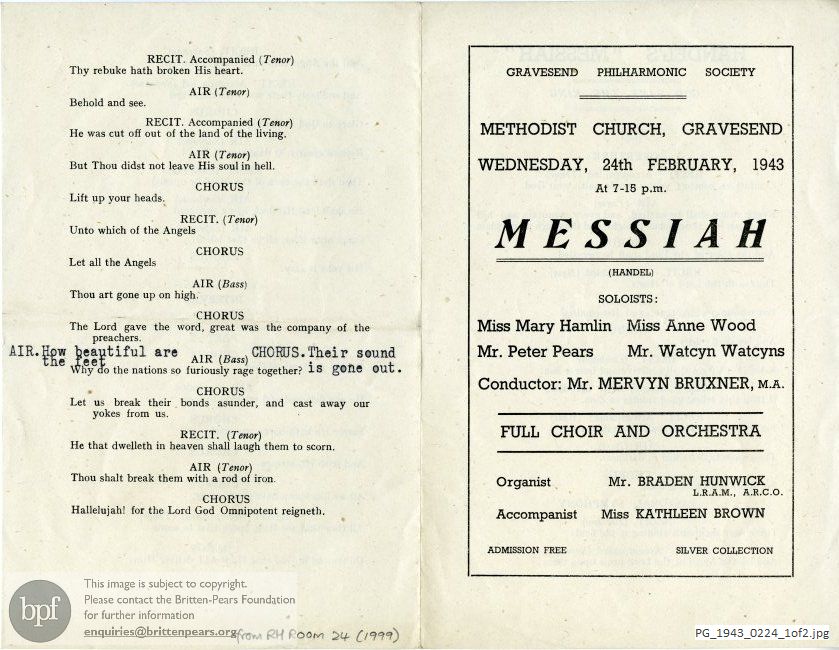 RECIT. Accompanied (Tenor)
Thy rebuke hath broken His heart.
AIR (Tenor)
Behold and see.
RECIT. Accompanied (Tenor)
He was cut off out of the land of the living.
AIR (Tenor)
But Thou didst not leave His soul in hell.
CHORUS
Lift up your heads.
RECIT. (Tenor)
Unto which of the Angels
CHORUS
Let all the Angels
AIR (Bass)
Thou art gone up on high.
CHORUS
The Lord gave the word, great was the company of the
preachers.
AIR. How beautiful are
the feet
CHORUS. Their sound
is gone out.
AIR (Bass)
Why do the nations so furiously rage together?
CHORUS
Let us break their bonds asunder, and cast away our
yokes from us.
RECIT. (Tenor)
He that dwelleth in heaven shall laugh them to scorn.
AIR (Tenor)
Thou shalt break them with a rod of iron.
CHORUS
Hallelujah! for the Lord God Omnipotent reigneth.
GRAVESEND PHILHARMONIC SOCIETY
METHODIST CHURCH, GRAVESEND
WEDNESDAY, 24th FEBRUARY, 1943
At 7-15 p.m.
MESSIAH
(HANDEL)
SOLOISTS:
Miss Mary Hamlin Miss Anne Wood
Mr. Peter Pears Mr. Watcyn Watcyns
Conductor: Mr. MERVYN BRUXNER, M.A.
FULL CHOIR AND ORCHESTRA
Organist Mr. BRADEN HUNWICK
L.R.A.M., A.R.C.O.
Accompanist Miss KATHLEEN BROWN
ADMISSION FREE SILVER COLLECTION
bpf
This image is subject to copyright.
Please contact the Britten-Pears Foundation
for further information
enquiries@brittenpears.org
from RH ROOM 24 (1999)
PG_1943_0224_1of2.jpg